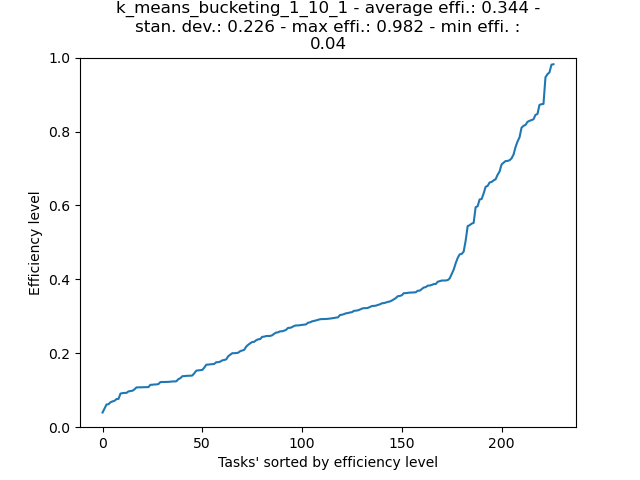 k_means_bucketing_1_10_1 - average effi.: 0.344 -
stan. dev.: 0.226 - max effi.: 0.982 - min effi. :
0.04
1.0
0.8
0.6
0.4
0.2
0.0
Efficiency level
0 50 100 150 200
Tasks' sorted by efficiency level